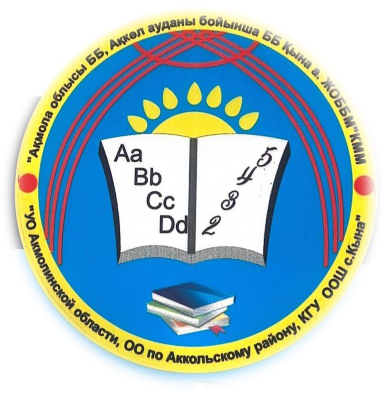 "Ақмола облысы ББ, Ақкөл ауданы бойынша ББ Қына а. ЖОББМ"КММ
Aa
Bb
Cc
Dd
5
4
3
2
"УО Акмолинской области, ОО по Аккольскому району, КГУ ООШ с.Кына"